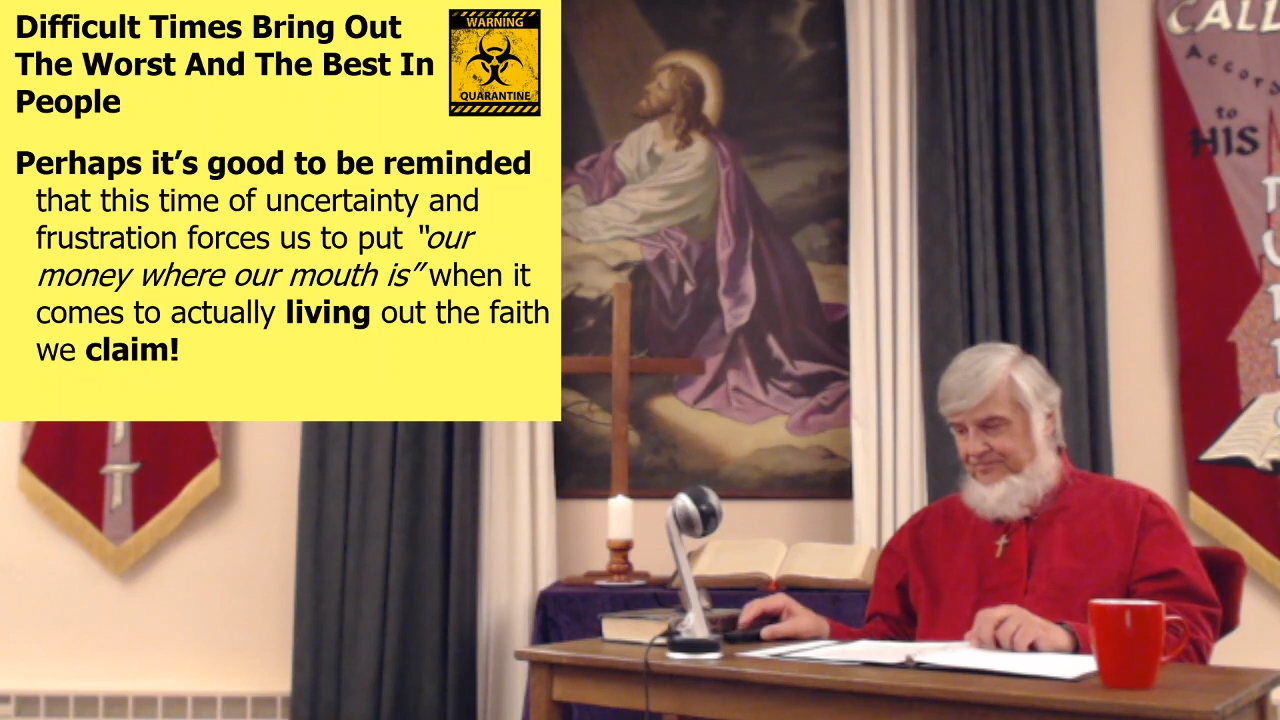 Difficult Times Bring Out
The Worst And The Best In
People
WARNING
QUARANTINE
Perhaps it’s good to be reminded
that this time of uncertainty and
frustration forces us to put “our
money where our mouth is” when it
comes to actually living out the faith
we claim!
CALL
Accord
to
HIS